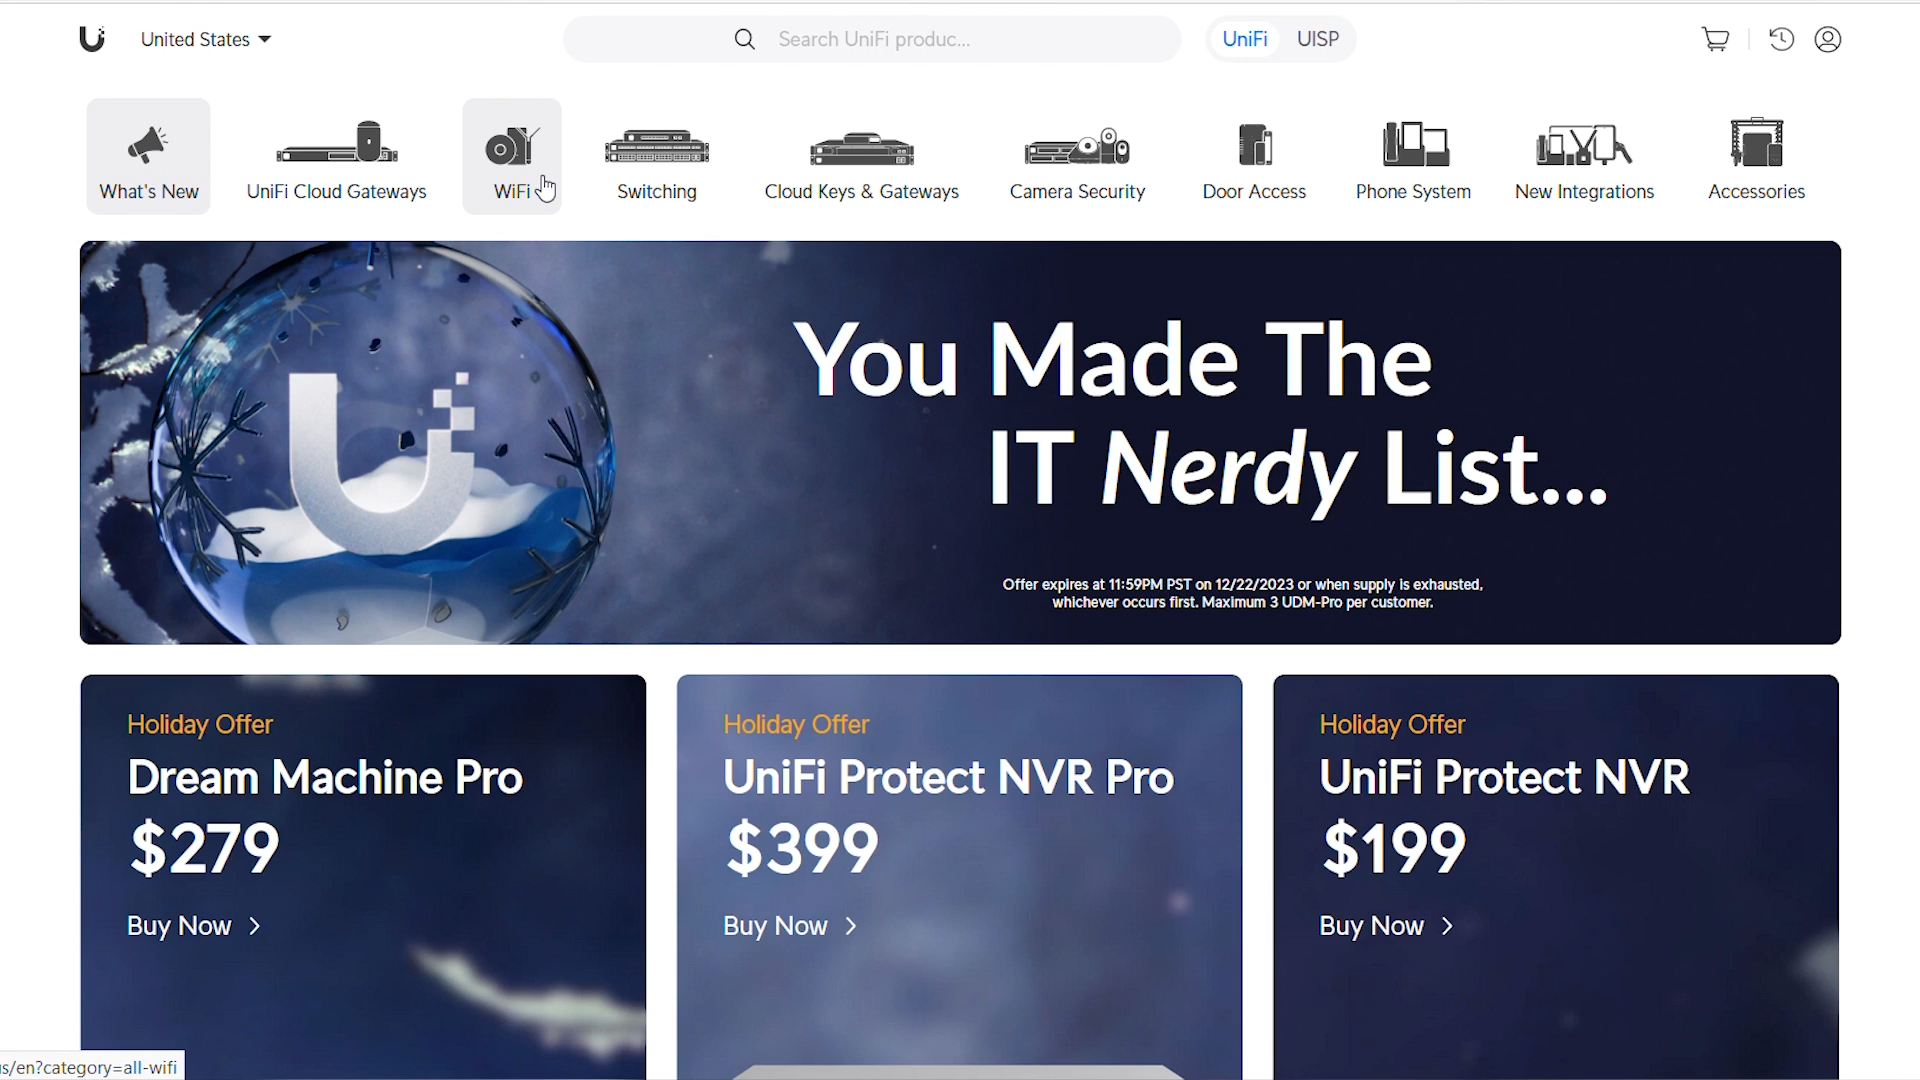 United States
Search UniFi produc...
UniFi
UISP
What's New
UniFi Cloud Gateways
WiFi
Switching
Cloud Keys & Gateways
Camera Security
Door Access
Phone System
New Integrations
Accessories
You Made The
IT Nerdy List...
Offer expires at 11:59PM PST on 12/22/2023 or when supply is exhausted,
whichever occurs first. Maximum 3 UDM-Pro per customer.
Holiday Offer
Dream Machine Pro
$279
Buy Now
Holiday Offer
UniFi Protect NVR Pro
$399
Buy Now
Holiday Offer
UniFi Protect NVR
$199
Buy Now
s/en?category=all-wifi